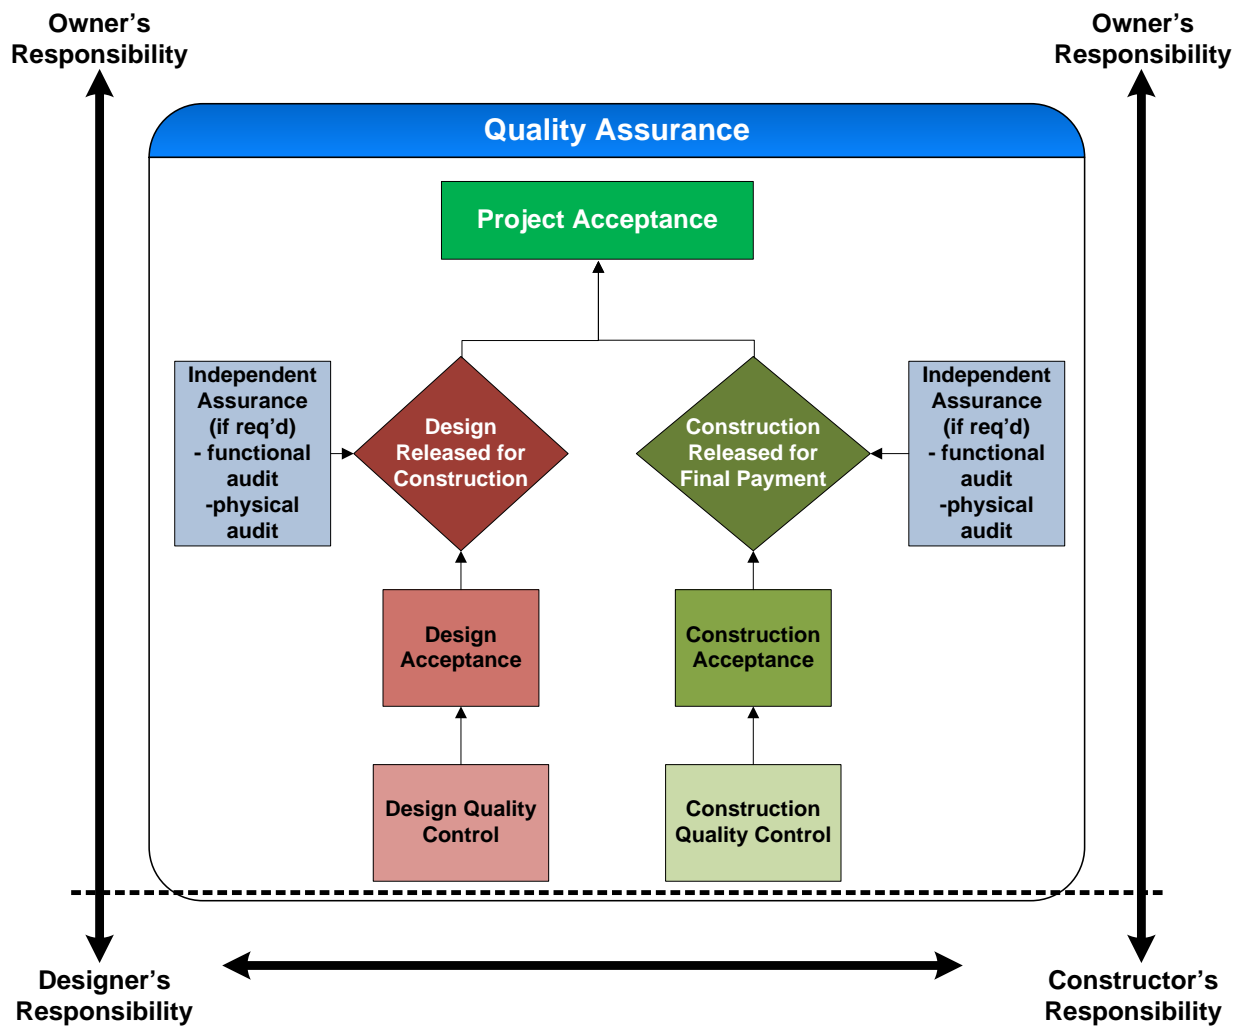 Owner’s
Responsibility
Owner’s
Responsibility
Quality Assurance
Project Acceptance
Independent
Assurance
(if req’d)
- functional
audit
-physical
audit
Design
Released for
Construction
Construction
Released for
Final Payment
Independent
Assurance
(if req’d)
- functional
audit
-physical
audit
Design
Acceptance
Construction
Acceptance
Design Quality
Control
Construction
Quality Control
Designer’s
Responsibility
Constructor’s
Responsibility